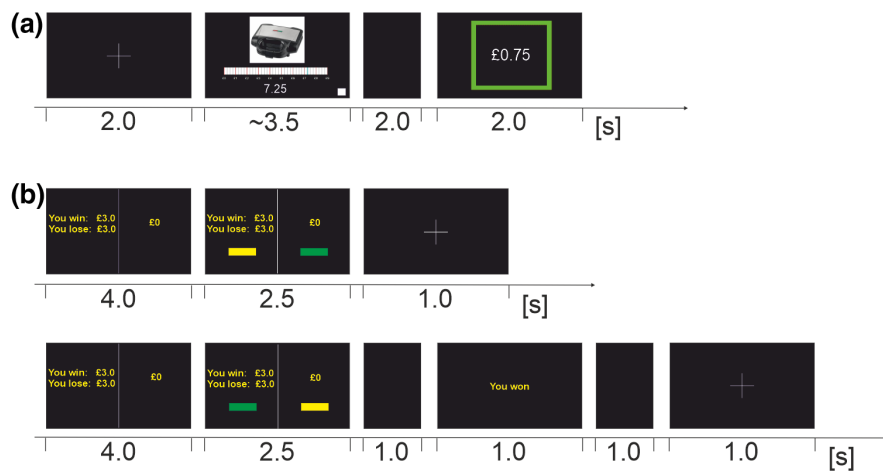 (a)
£0.75
7.25
2.0 ~3.5 2.0 2.0 [s]
(b)
You win: £3.0 £0 You win: £3.0 £0
You lose: £3.0 You lose: £3.0
4.0 2.5 1.0 [s]
You win: £3.0 £0 You win: £3.0 £0
You lose: £3.0 You lose: £3.0
You won
4.0 2.5 1.0 1.0 1.0 1.0 [s]